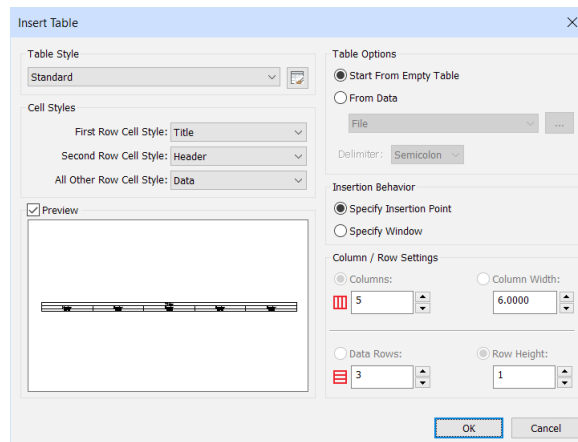 Insert Table
Table Style
Standard
Cell Styles
First Row Cell Style: Title
Second Row Cell Style: Header
All Other Row Cell Style: Data
Preview
Table Options
Start From Empty Table
From Data
File
...
Delimiter: Semicolon
Insertion Behavior
Specify Insertion Point
Specify Window
Column / Row Settings
Columns: Column Width:
5 6.0000
Data Rows: Row Height:
3 1
OK Cancel